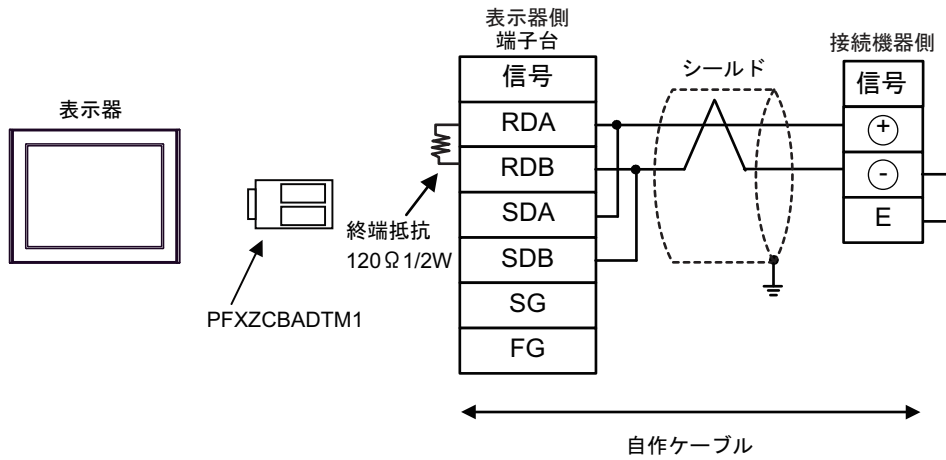 表示器側
端子台
接続機器側
信号
シールド
信号
表示器
RDA
+
RDB
-
SDA
E
終端抵抗
120Ω1/2W
SDB
SG
PFXZCBADTM1
FG
自作ケーブル